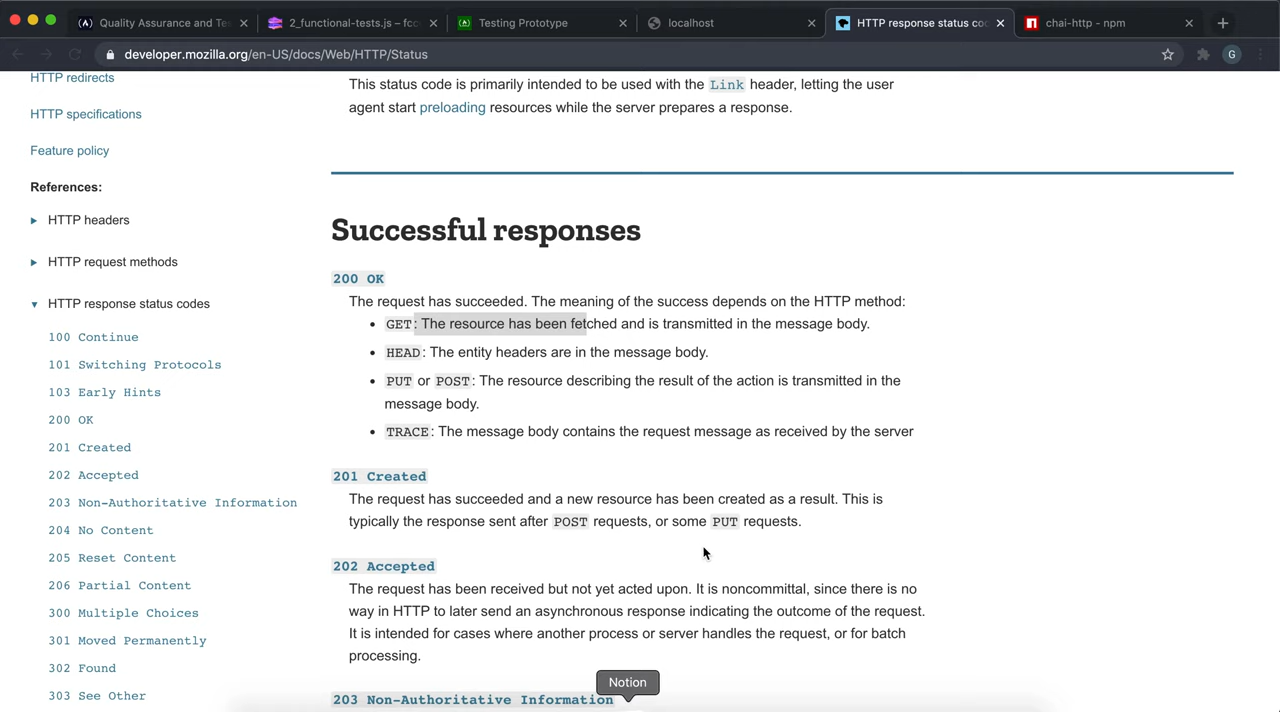 Quality Assurance and Te
2_functional-tests.js – fcc
Testing Prototype
localhost
HTTP response status co
chai-http - npm
developer.mozilla.org/en-US/docs/Web/HTTP/Status
G
HTTP redirects
HTTP specifications
Feature policy
References:
HTTP headers
HTTP request methods
HTTP response status codes
100 Continue
101 Switching Protocols
103 Early Hints
200 OK
201 Created
202 Accepted
203 Non-Authoritative Information
204 No Content
205 Reset Content
206 Partial Content
300 Multiple Choices
301 Moved Permanently
302 Found
303 See Other
This status code is primarily intended to be used with the Link header, letting the user
agent start preloading resources while the server prepares a response.
Successful responses
200 OK
The request has succeeded. The meaning of the success depends on the HTTP method:
• GET: The resource has been fetched and is transmitted in the message body.
• HEAD: The entity headers are in the message body.
• PUT or POST: The resource describing the result of the action is transmitted in the
message body.
• TRACE: The message body contains the request message as received by the server
201 Created
The request has succeeded and a new resource has been created as a result. This is
typically the response sent after POST requests, or some PUT requests.
202 Accepted
The request has been received but not yet acted upon. It is noncommittal, since there is no
way in HTTP to later send an asynchronous response indicating the outcome of the request.
It is intended for cases where another process or server handles the request, or for batch
processing.
Notion
203 Non-Authoritative Information